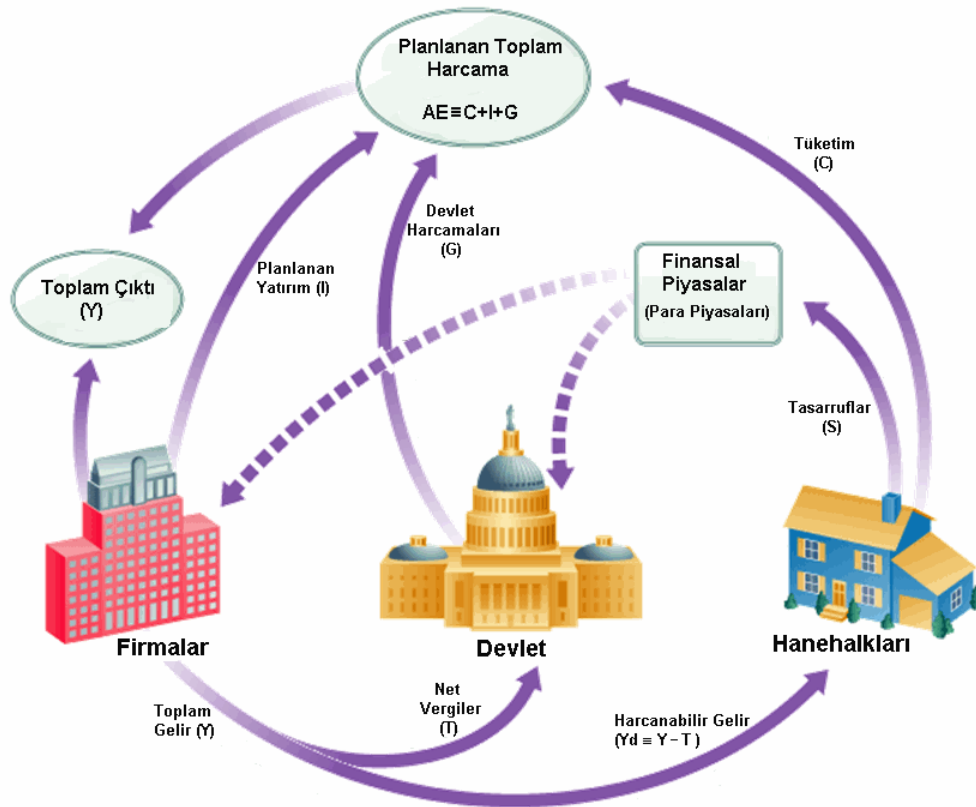 Planlanan Toplam
Harcama
AE≡C+I+G
Tüketim
(C)
Devlet
Harcamaları
(G)
Planlanan
Yatırım (I)
Finansal
Piyasalar
(Para Piyasaları)
Toplam Çıktı
(Y)
Tasarruflar
(S)
Firmalar
Devlet
Hanehalkları
Toplam
Gelir (Y)
Net
Vergiler
(T)
Harcanabilir Gelir
(Yd ≡ Y − T )